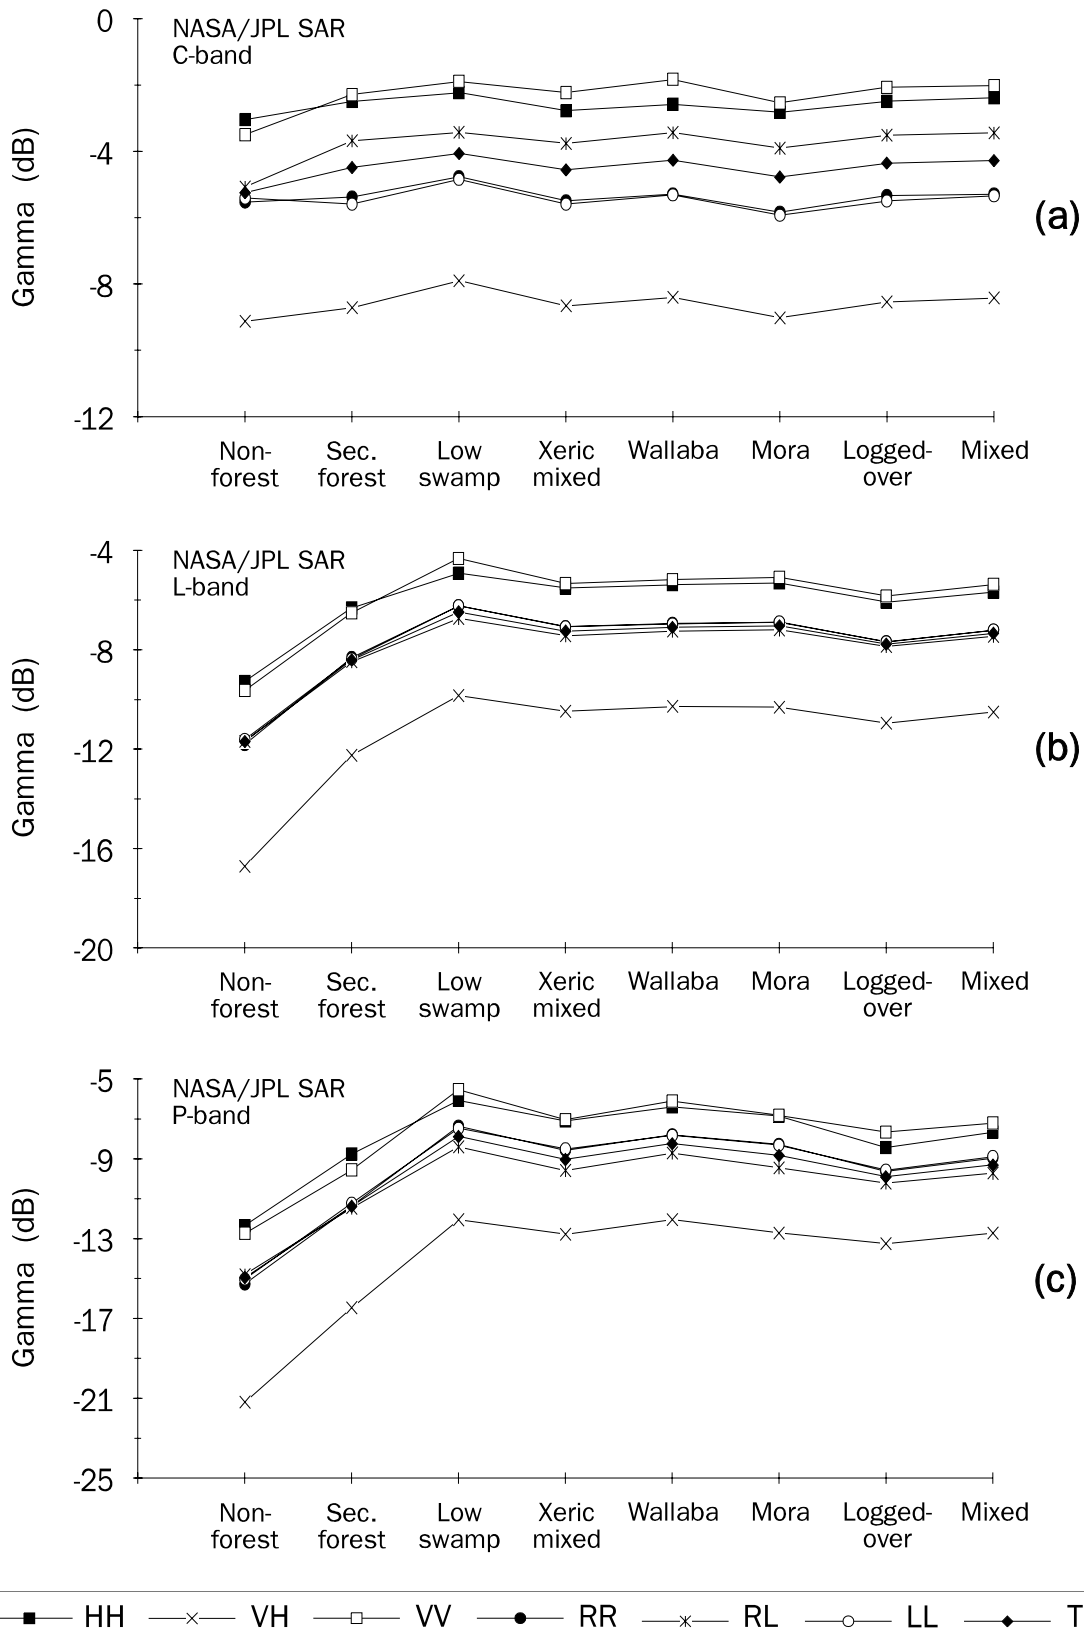 0
NASA/JPL SAR
C-band
-4
Gamma (dB)
(a)
-8
-12
Non-forest Sec. forest Low swamp Xeric mixed Wallaba Mora Logged-over Mixed
-4
NASA/JPL SAR
L-band
-8
Gamma (dB)
-12
(b)
-16
-20
Non-forest Sec. forest Low swamp Xeric mixed Wallaba Mora Logged-over Mixed
-5
NASA/JPL SAR
P-band
-9
-13
Gamma (dB)
(c)
-17
-21
-25
Non-forest Sec. forest Low swamp Xeric mixed Wallaba Mora Logged-over Mixed
HH VH VV RR RL LL T